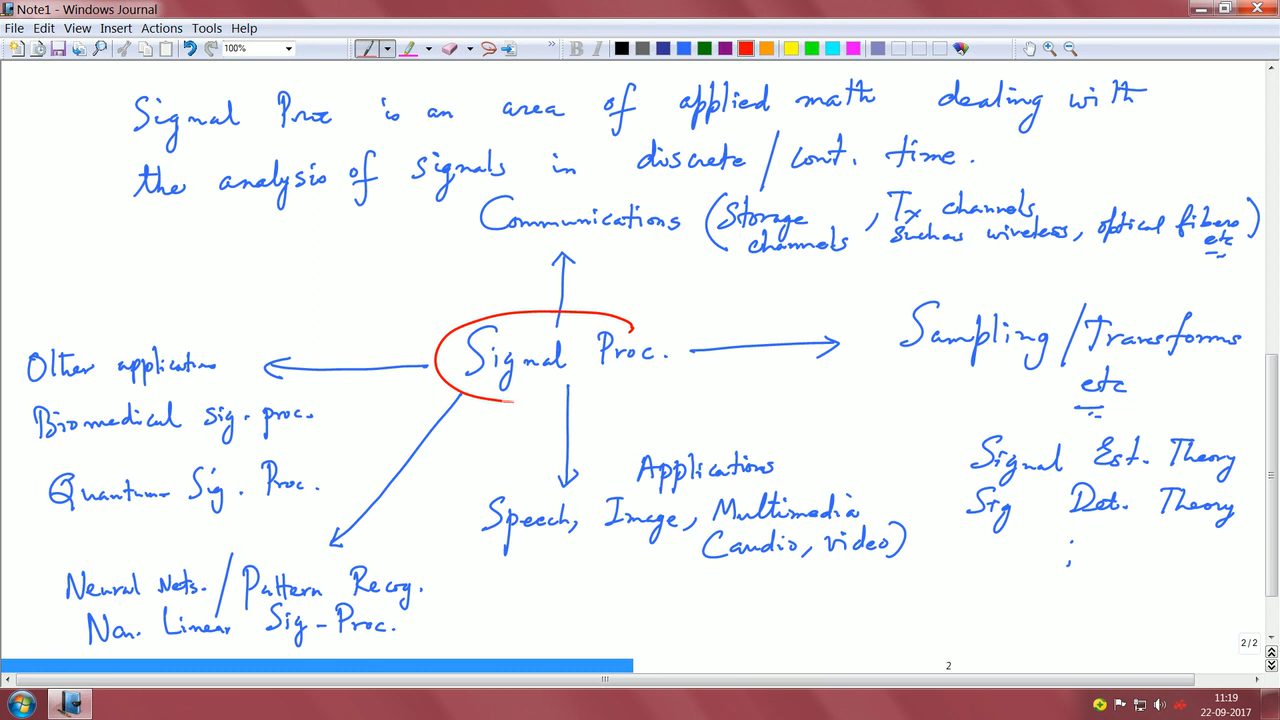 Note1 - Windows Journal
File Edit View Insert Actions Tools Help
100%
B I
Signal Proc is an area of applied math dealing with
the analysis of signals in discrete / cont. time.
Communications (Storage channels, Tx channels
such as wireless, optical fibers etc)
Signal Proc.
Sampling / Transforms
etc
Signal Est. Theory
Sig Det. Theory
Other applications
Biomedical sig. proc.
Quantum Sig. Proc.
Applications
Speech, Image, Multimedia
(audio, video)
Neural Nets. / Pattern Recog.
Non. Linear Sig-Proc.
2/2
2
11:19
22-09-2017